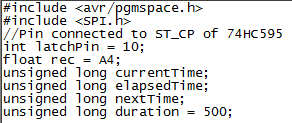 #include <avr/pgmspace.h>
#include <SPI.h>
//Pin connected to ST_CP of 74HC595
int latchPin = 10;
float rec = A4;
unsigned long currentTime;
unsigned long elapsedTime;
unsigned long nextTime;
unsigned long duration = 500;